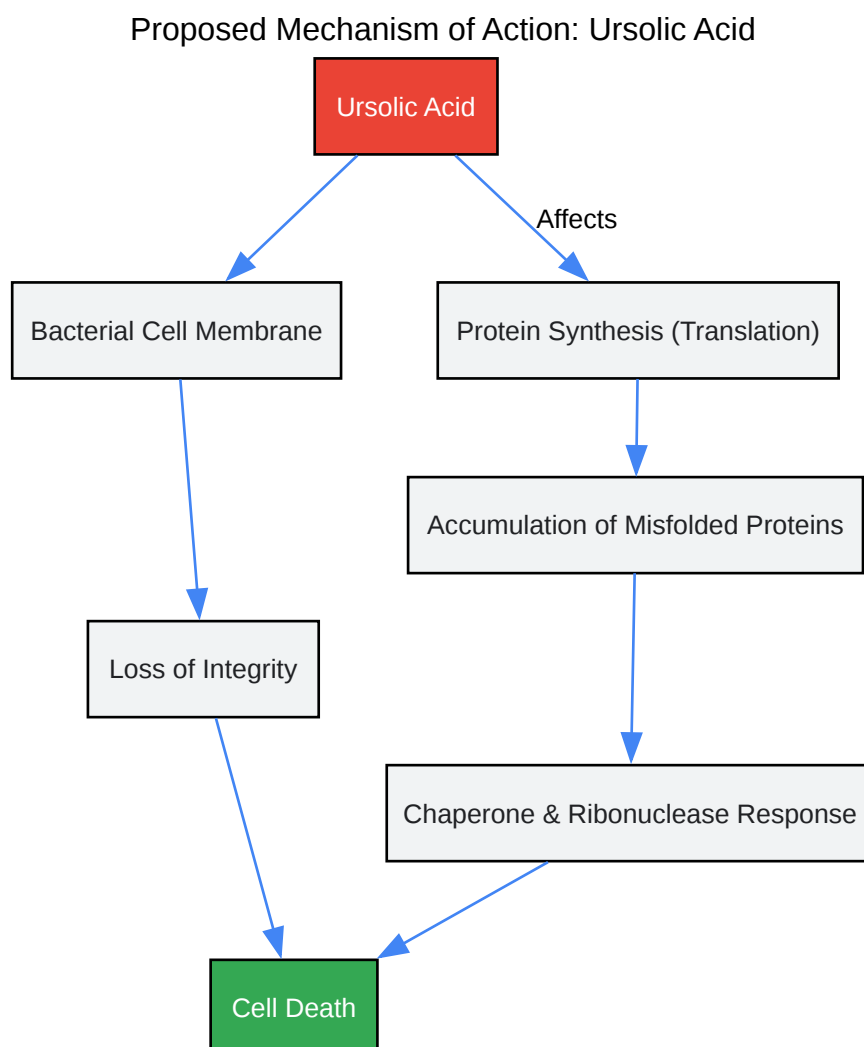 Proposed Mechanism of Action: Ursolic Acid
Ursolic Acid
Affects
Bacterial Cell Membrane
Protein Synthesis (Translation)
Accumulation of Misfolded Proteins
Loss of Integrity
Chaperone & Ribonuclease Response
Cell Death